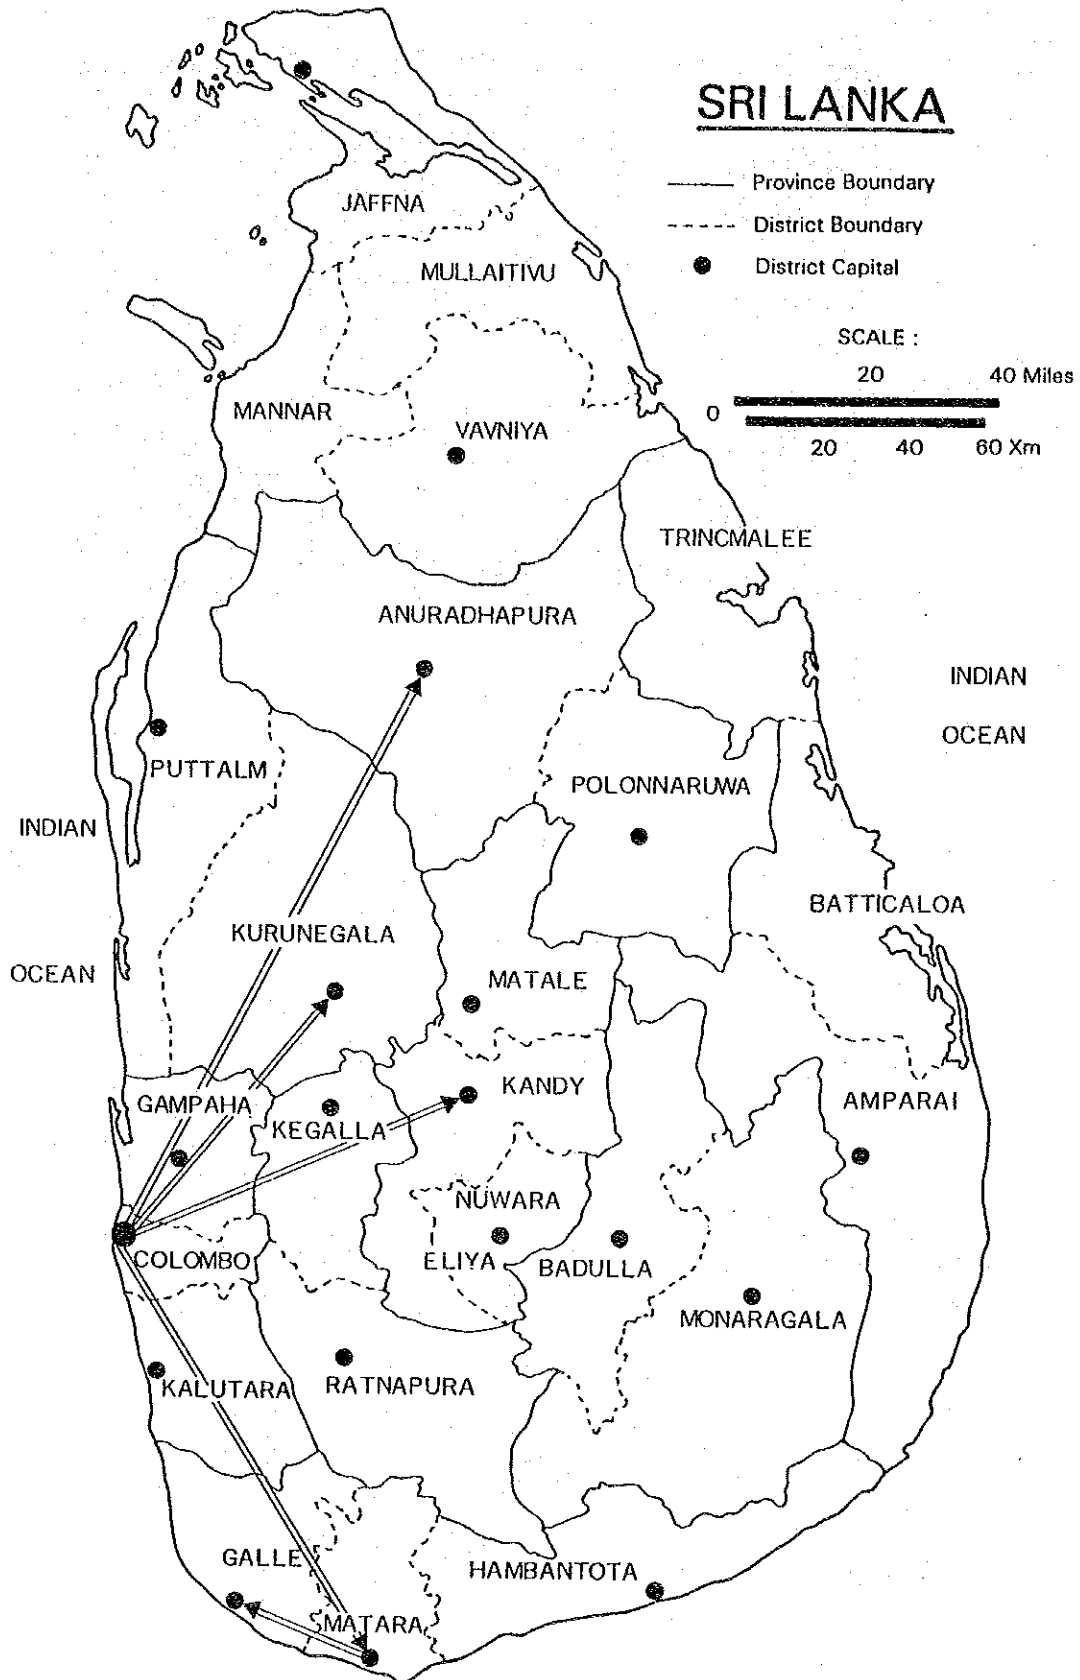 SRI LANKA
Province Boundary
District Boundary
District Capital
SCALE :
20 40 Miles
0
20 40 60 Xm
JAFFNA
MULLAITIVU
MANNAR
VAVNIYA
TRINCMALEE
ANURADHAPURA
INDIAN
OCEAN
PUTTALM
POLONNARUWA
INDIAN
OCEAN
BATTICALOA
KURUNEGALA
MATALE
KANDY
GAMPAHA
KEGALLA
AMPARAI
NUWARA
ELIYA
BADULLA
COLOMBO
MONARAGALA
KALUTARA
RATNAPURA
GALLE
HAMBANTOTA
MATARA